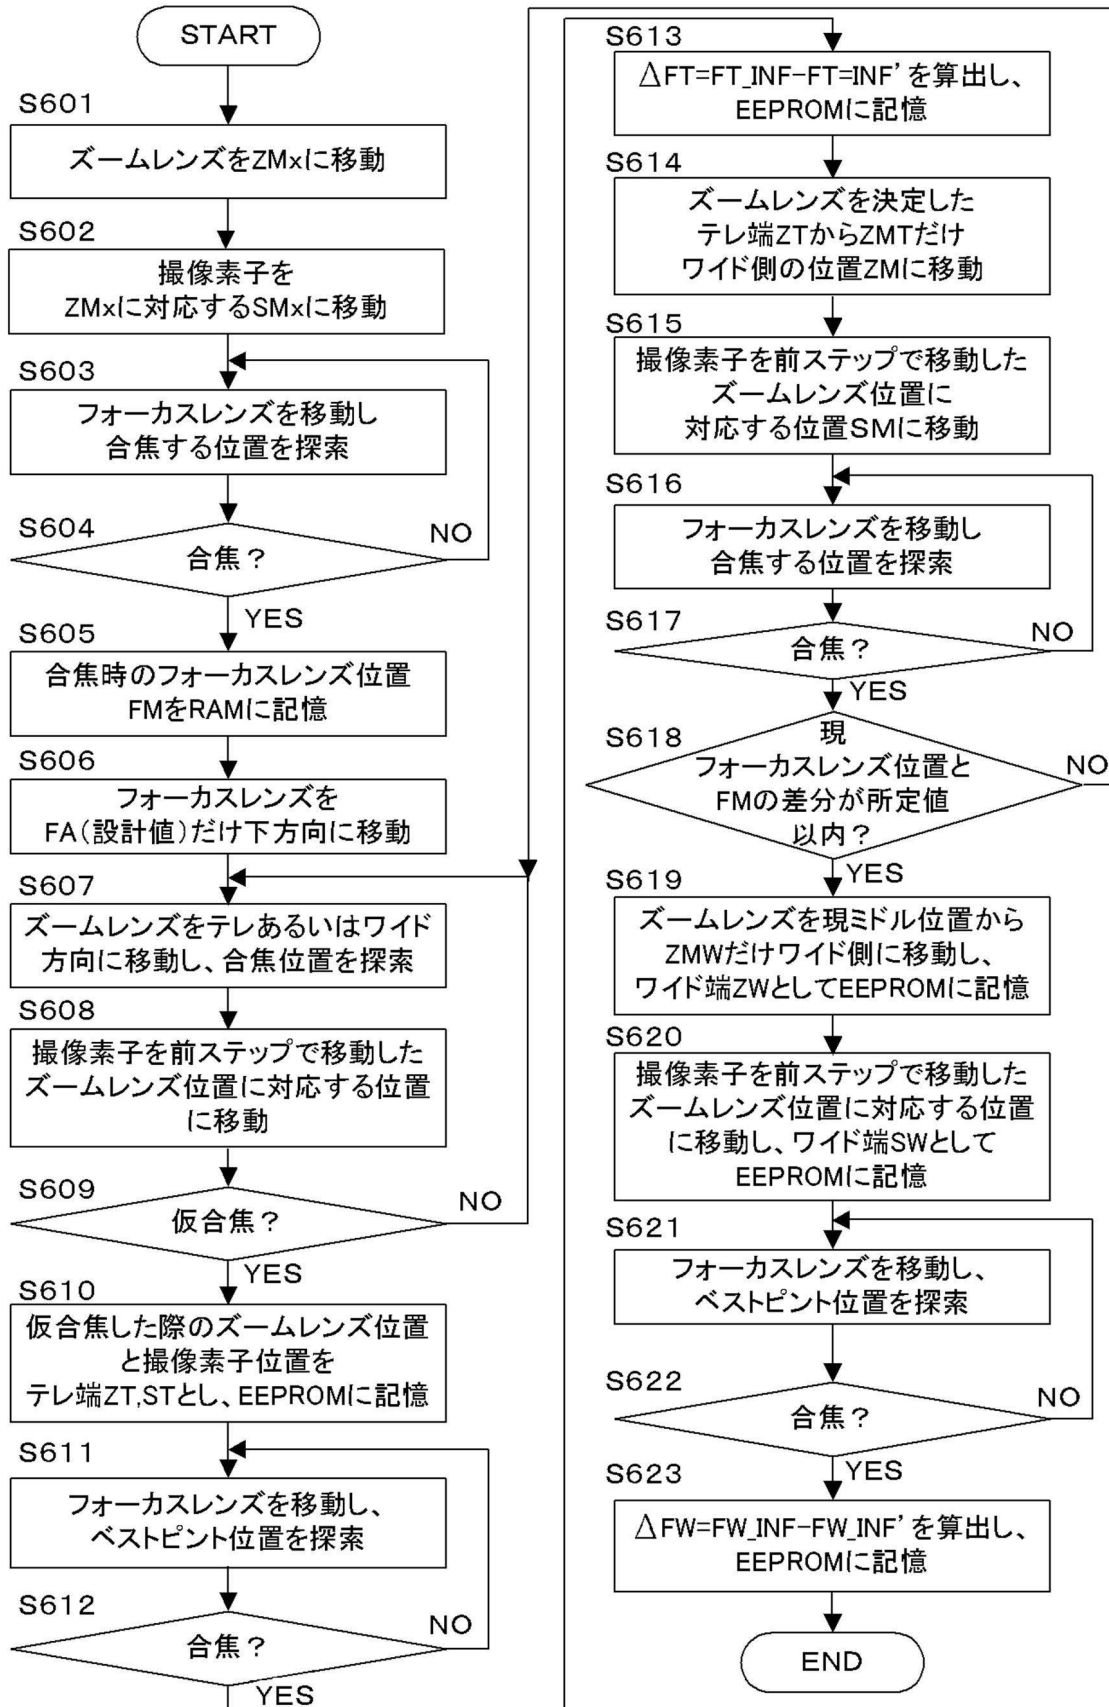 START
S601
ズームレンズをZMxに移動
S602
撮像素子を
ZMxに対応するSMxに移動
S603
フォーカスレンズを移動し
合焦する位置を探索
S604
合焦？
NO
YES
S605
合焦時のフォーカスレンズ位置
FMをRAMに記憶
S606
フォーカスレンズを
FA(設計値)だけ下方向に移動
S607
ズームレンズをテレあるいはワイド
方向に移動し、合焦位置を探索
S608
撮像素子を前ステップで移動した
ズームレンズ位置に対応する位置
に移動
S609
仮合焦？
NO
YES
S610
仮合焦した際のズームレンズ位置
と撮像素子位置を
テレ端ZT,STとし、EEPROMに記憶
S611
フォーカスレンズを移動し、
ベストピント位置を探索
S612
合焦？
NO
YES
S613
ΔFT=FT_INF-FT=INF'を算出し、
EEPROMに記憶
S614
ズームレンズを決定した
テレ端ZTからZMTだけ
ワイド側の位置ZMに移動
S615
撮像素子を前ステップで移動した
ズームレンズ位置に
対応する位置SMに移動
S616
フォーカスレンズを移動し
合焦する位置を探索
S617
合焦？
NO
YES
S618
現
フォーカスレンズ位置と
FMの差分が所定値
以内？
NO
YES
S619
ズームレンズを現ミドル位置から
ZMWだけワイド側に移動し、
ワイド端ZWとしてEEPROMに記憶
S620
撮像素子を前ステップで移動した
ズームレンズ位置に対応する位置
に移動し、ワイド端SWとして
EEPROMに記憶
S621
フォーカスレンズを移動し、
ベストピント位置を探索
S622
合焦？
NO
YES
S623
ΔFW=FW_INF-FW_INF'を算出し、
EEPROMに記憶
END